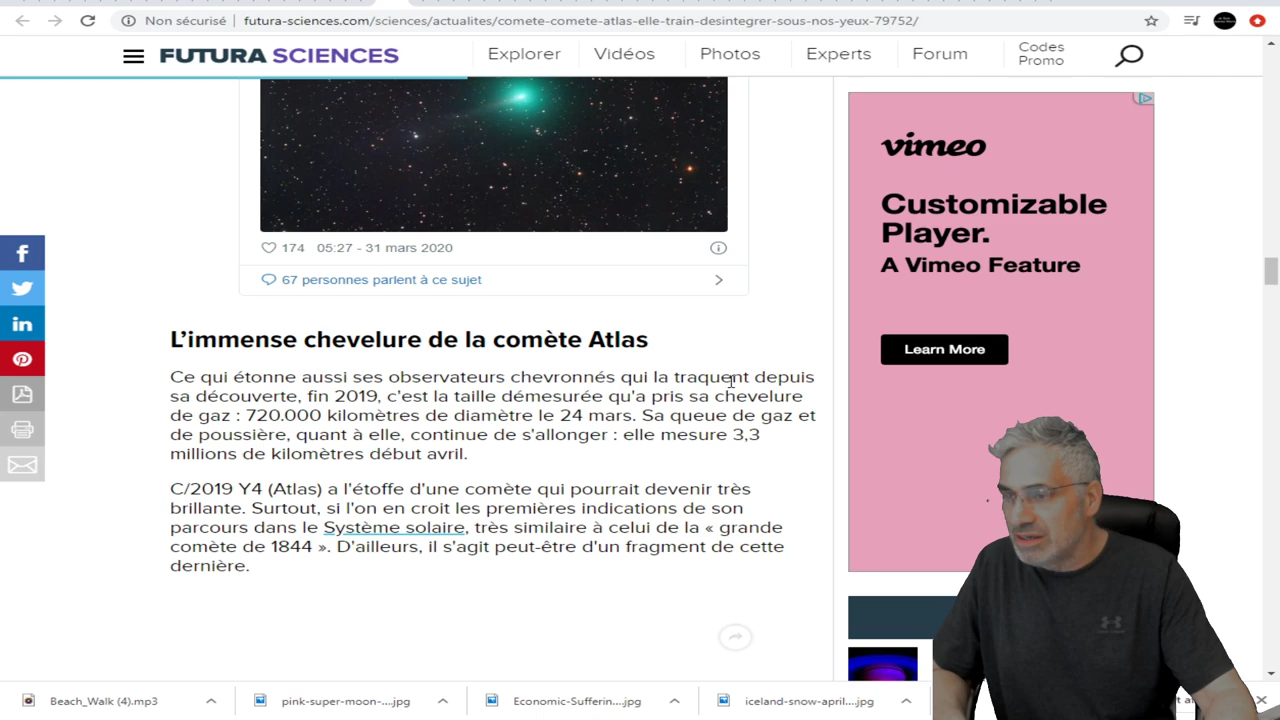 Non sécurisé
futura-sciences.com/sciences/actualites/comete-comete-atlas-elle-train-desintegrer-sous-nos-yeux-79752/
FUTURA SCIENCES
Explorer
Vidéos
Photos
Experts
Forum
Codes
Promo
174 05:27 - 31 mars 2020
67 personnes parlent à ce sujet
L'immense chevelure de la comète Atlas
Ce qui étonne aussi ses observateurs chevronnés qui la traquent depuis
sa découverte, fin 2019, c'est la taille démesurée qu'a pris sa chevelure
de gaz : 720.000 kilomètres de diamètre le 24 mars. Sa queue de gaz et
de poussière, quant à elle, continue de s'allonger : elle mesure 3,3
millions de kilomètres début avril.
C/2019 Y4 (Atlas) a l'étoffe d'une comète qui pourrait devenir très
brillante. Surtout, si l'on en croit les premières indications de son
parcours dans le Système solaire, très similaire à celui de la « grande
comète de 1844 ». D'ailleurs, il s'agit peut-être d'un fragment de cette
dernière.
vimeo
Customizable
Player.
A Vimeo Feature
Learn More
Beach_Walk (4).mp3
pink-super-moon-....jpg
Economic-Sufferin....jpg
iceland-snow-april....jpg